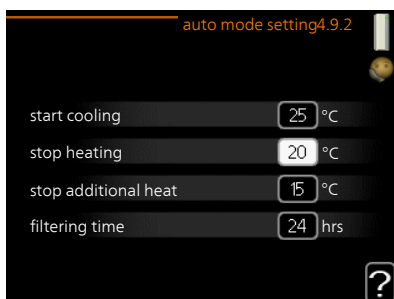 auto mode setting4.9.2
start cooling 25 °C
stop heating 20 °C
stop additional heat 15 °C
filtering time 24 hrs
?